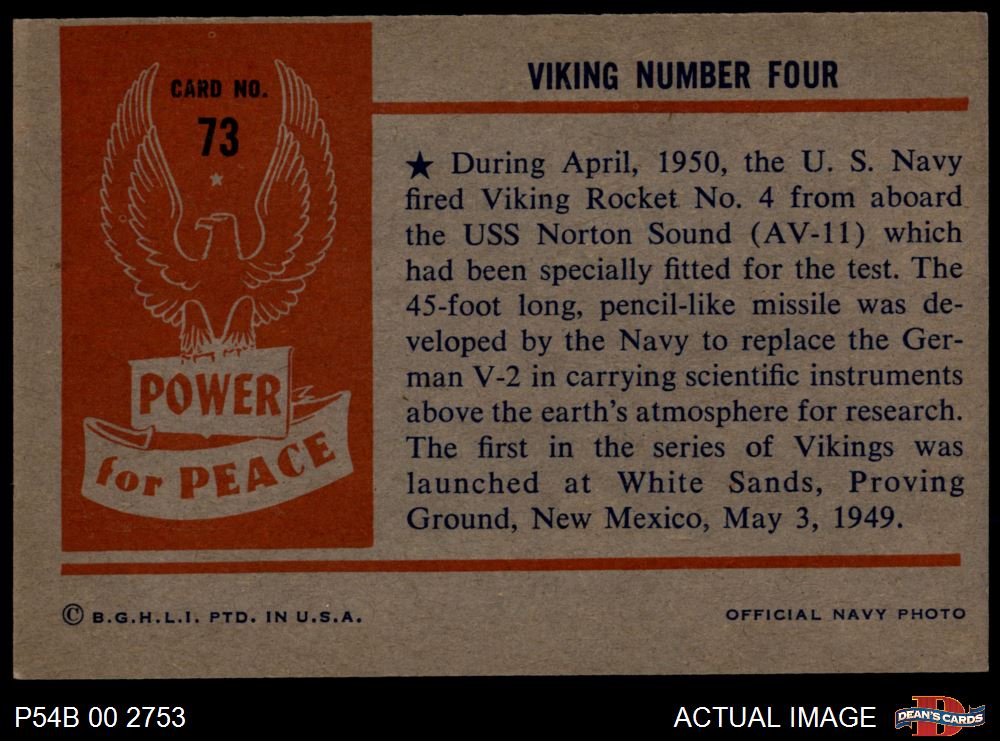 CARD NO.
73
POWER
for PEACE
VIKING NUMBER FOUR
★ During April, 1950, the U. S. Navy
fired Viking Rocket No. 4 from aboard
the USS Norton Sound (AV-11) which
had been specially fitted for the test. The
45-foot long, pencil-like missile was de-
veloped by the Navy to replace the Ger-
man V-2 in carrying scientific instruments
above the earth's atmosphere for research.
The first in the series of Vikings was
launched at White Sands, Proving
Ground, New Mexico, May 3, 1949.
© B.G.H.L.I. PTD. IN U.S.A.
OFFICIAL NAVY PHOTO
P54B 00 2753
ACTUAL IMAGE
D
DEAN'S CARDS